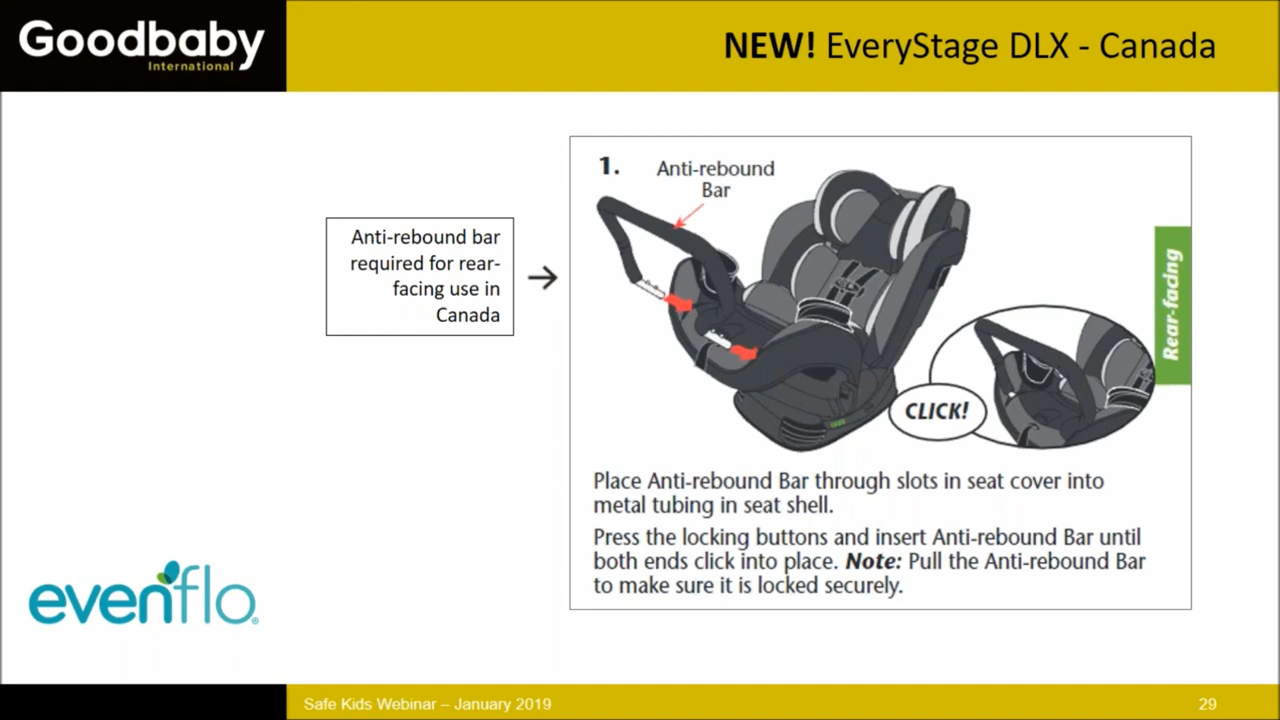 Goodbaby
International
NEW! EveryStage DLX - Canada
Anti-rebound bar
required for rear-
facing use in
Canada
1.
Anti-rebound
Bar
Rear-facing
CLICK!
Place Anti-rebound Bar through slots in seat cover into
metal tubing in seat shell.
Press the locking buttons and insert Anti-rebound Bar until
both ends click into place. Note: Pull the Anti-rebound Bar
to make sure it is locked securely.
evenflo®
Safe Kids Webinar – January 2019
29